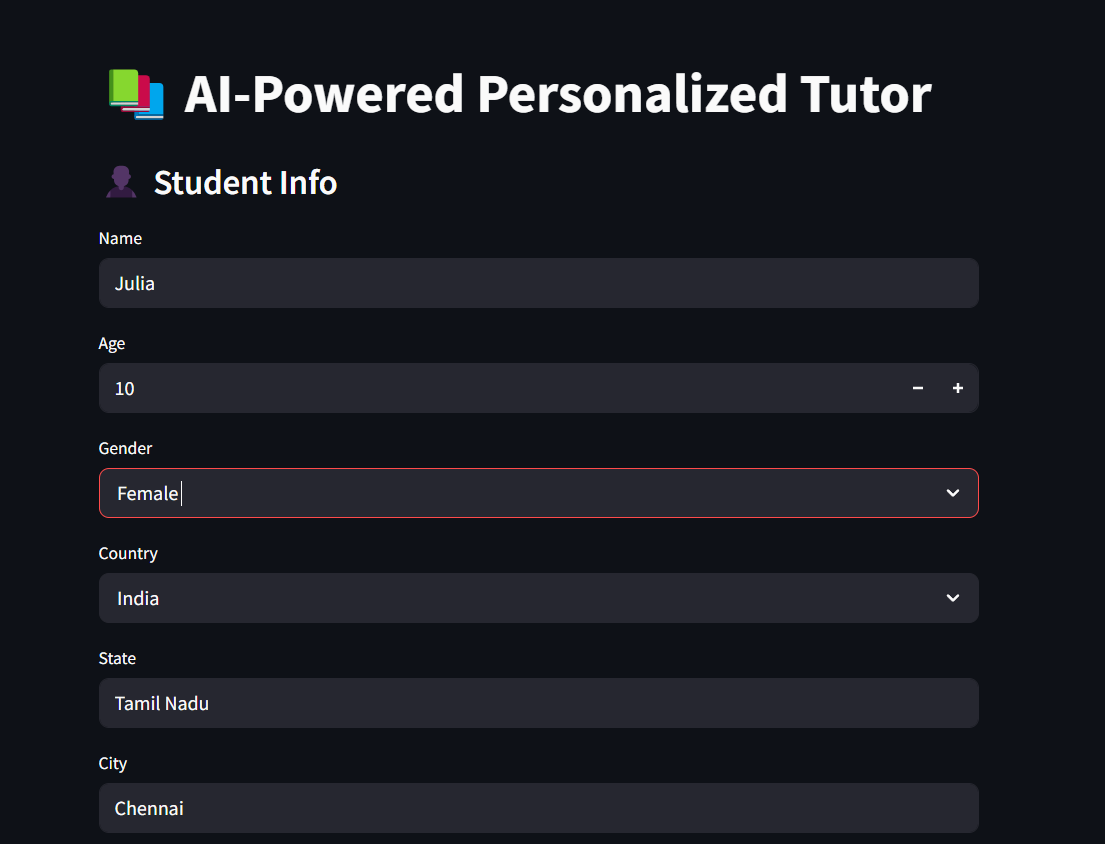 AI-Powered Personalized Tutor
Student Info
Name
Julia
Age
10
Gender
Female
Country
India
State
Tamil Nadu
City
Chennai